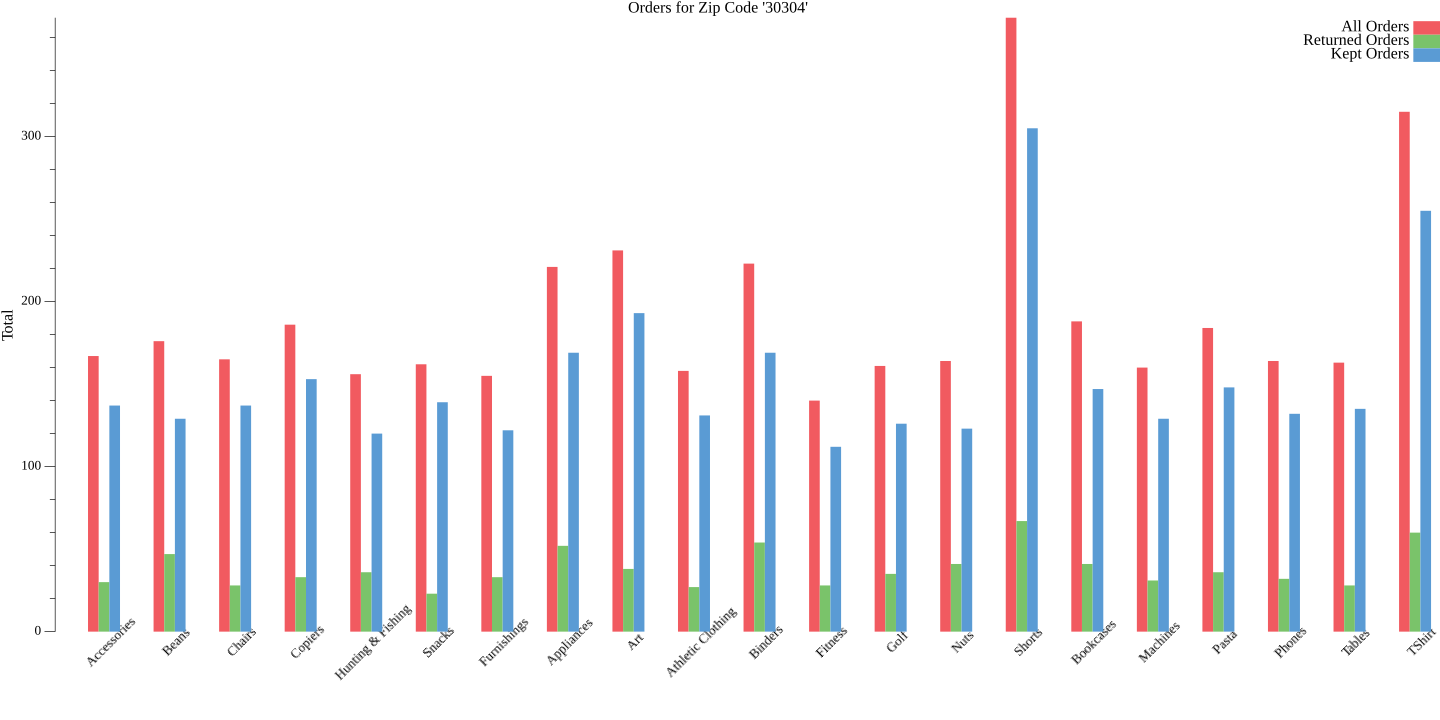 Orders for Zip Code '30304'
All Orders
Returned Orders
Kept Orders
300
200
100
0
Total
Accessories
Beans
Chairs
Copiers
Hunting & Fishing
Snacks
Furnishings
Appliances
Art
Athletic Clothing
Binders
Fitness
Golf
Nuts
Shorts
Bookcases
Machines
Pasta
Phones
Tables
TShirt